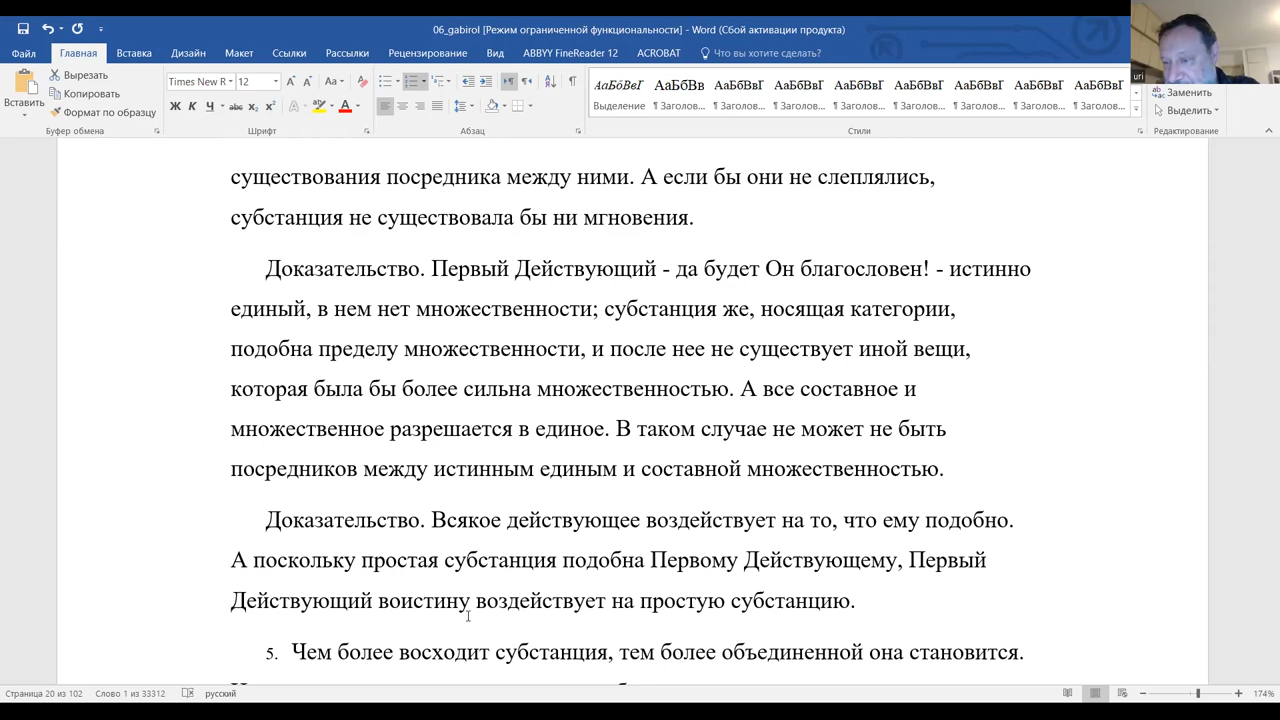 06_gabirol [Режим ограниченной функциональности] - Word (Сбой активации продукта)
Файл Главная Вставка Дизайн Макет Ссылки Рассылки Рецензирование Вид ABBYY FineReader 12 ACROBAT Что вы хотите сделать?
uri
Вставить
Вырезать
Копировать
Формат по образцу
Буфер обмена
Times New R 12
Ж К Ч abc x₂ x²
Шрифт
Абзац
АаБбВеГ АаБбВв АаБбВвГ АаБбВвГ АаБбВвГ АаБбВвГ АаБбВвГ АаБбВвГ АаБбВвГ
Выделение ¶ Заголов... ¶ Заголов... ¶ Заголов... ¶ Заголов... ¶ Заголов... ¶ Заголов... ¶ Заголов... ¶ Заголов...
Стили
Заменить
Выделить
Редактирование
существования посредника между ними. А если бы они не слеплялись,
субстанция не существовала бы ни мгновения.
Доказательство. Первый Действующий - да будет Он благословен! - истинно
единый, в нем нет множественности; субстанция же, носящая категории,
подобна пределу множественности, и после нее не существует иной вещи,
которая была бы более сильна множественностью. А все составное и
множественное разрешается в единое. В таком случае не может не быть
посредников между истинным единым и составной множественностью.
Доказательство. Всякое действующее воздействует на то, что ему подобно.
А поскольку простая субстанция подобна Первому Действующему, Первый
Действующий воистину воздействует на простую субстанцию.
5. Чем более восходит субстанция, тем более объединенной она становится.
Страница 20 из 102 Слово 1 из 33312 русский 174%